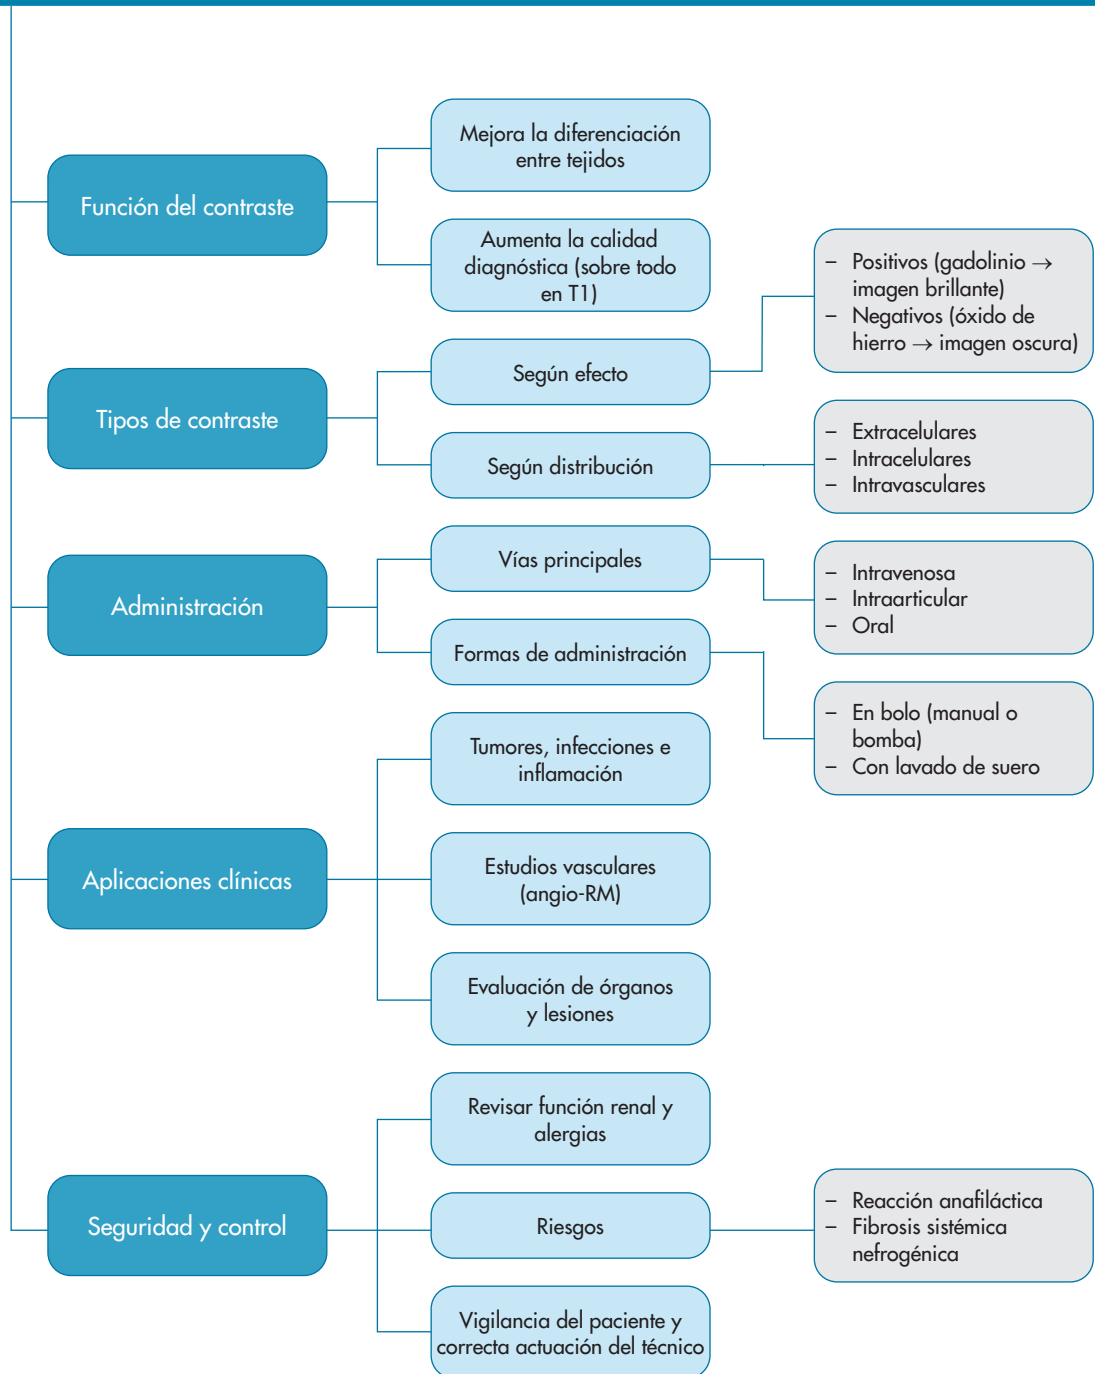 Función del contraste
Mejora la diferenciación
entre tejidos
Aumenta la calidad
diagnóstica (sobre todo
en T1)
Tipos de contraste
Según efecto
– Positivos (gadolinio →
imagen brillante)
– Negativos (óxido de
hierro → imagen oscura)
Según distribución
– Extracelulares
– Intracelulares
– Intravasculares
Administración
Vías principales
– Intravenosa
– Intraarticular
– Oral
Formas de administración
– En bolo (manual o
bomba)
– Con lavado de suero
Aplicaciones clínicas
Tumores, infecciones e
inflamación
Estudios vasculares
(angio-RM)
Evaluación de órganos
y lesiones
Seguridad y control
Revisar función renal y
alergias
Riesgos
– Reacción anafiláctica
– Fibrosis sistémica
nefrogénica
Vigilancia del paciente y
correcta actuación del técnico